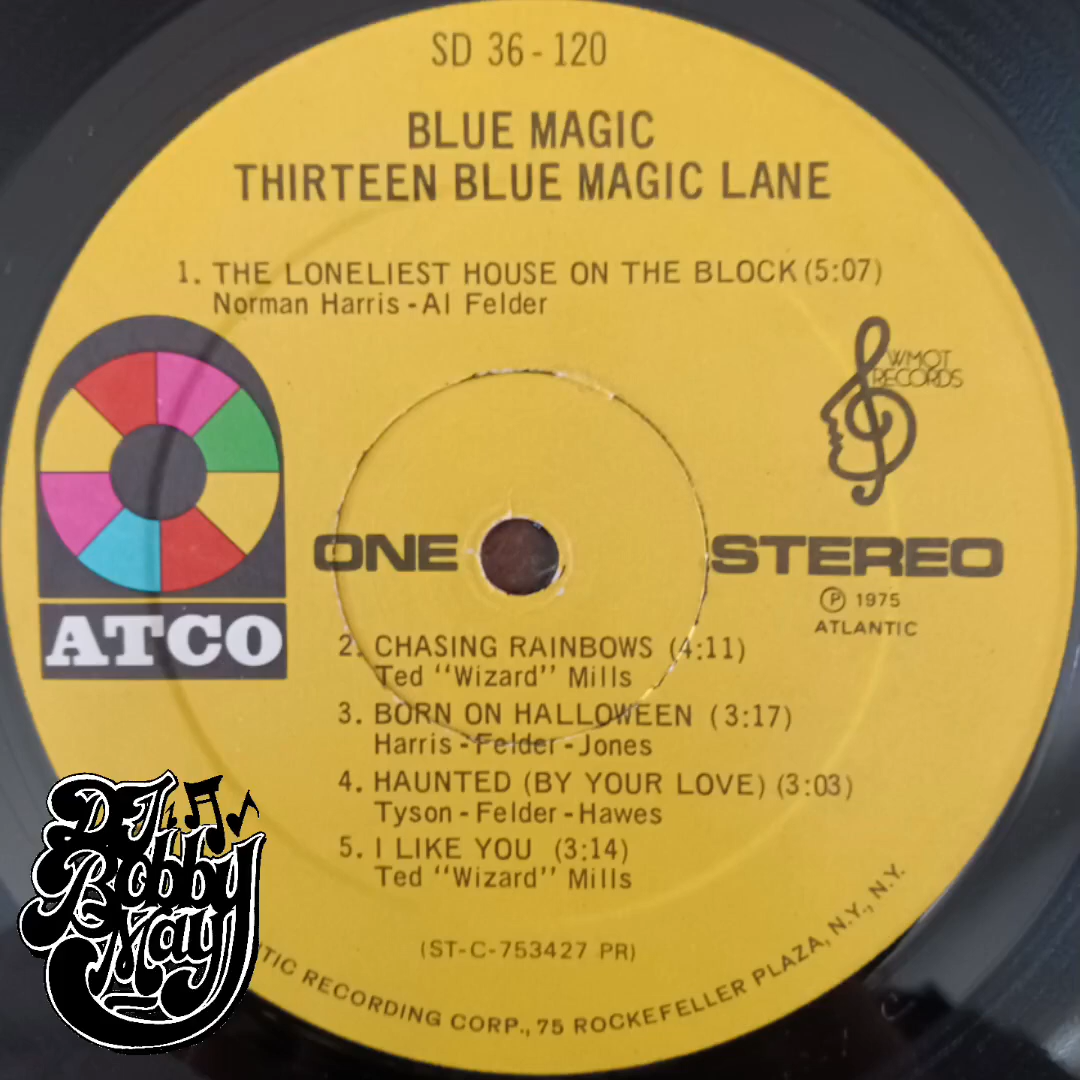 SD 36-120
BLUE MAGIC
THIRTEEN BLUE MAGIC LANE
1. THE LONELIEST HOUSE ON THE BLOCK (5:07)
Norman Harris - Al Felder
WMOT
RECORDS
ONE STEREO
Ⓟ 1975
ATLANTIC
ATCO
2. CHASING RAINBOWS (4:11)
Ted "Wizard" Mills
3. BORN ON HALLOWEEN (3:17)
Harris - Felder - Jones
4. HAUNTED (BY YOUR LOVE) (3:03)
Tyson - Felder - Hawes
5. I LIKE YOU (3:14)
Ted "Wizard" Mills
(ST-C-753427 PR)
TIC RECORDING CORP., 75 ROCKEFELLER PLAZA, N.Y., N.Y.
DJ
Bobby
Kay